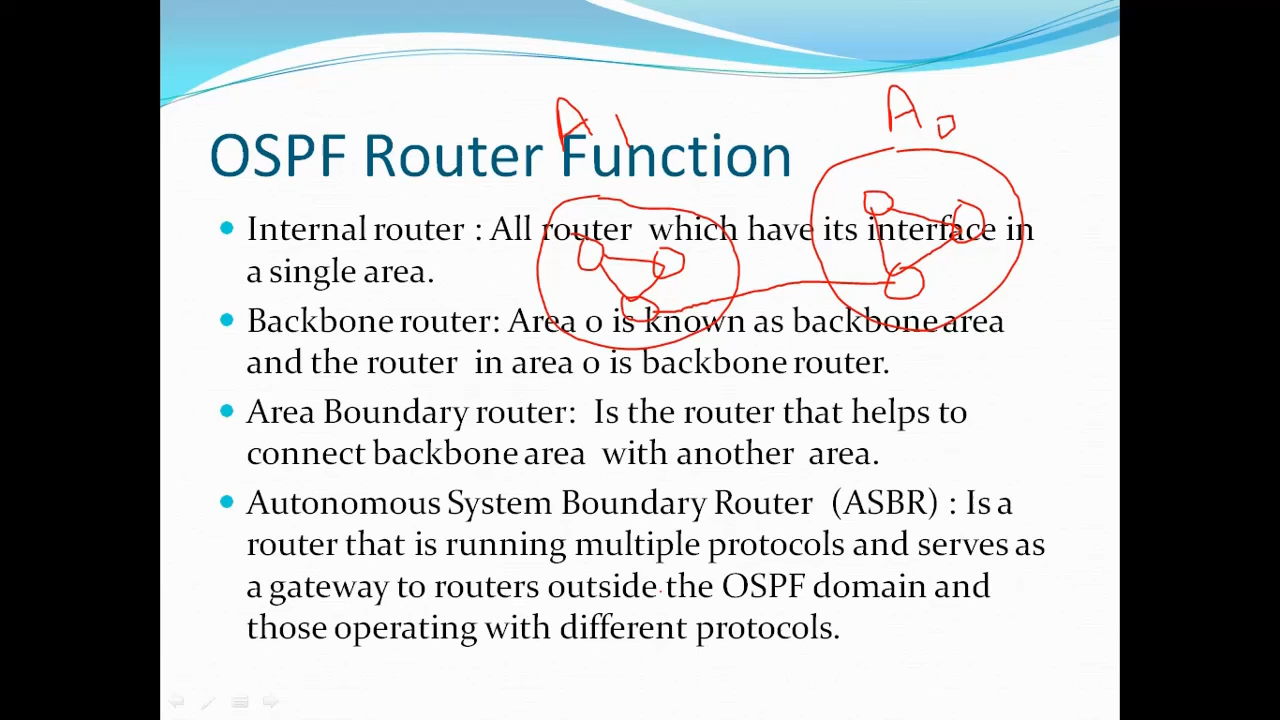 A1
A0
OSPF Router Function
Internal router : All router which have its interface in
a single area.
Backbone router: Area 0 is known as backbone area
and the router in area 0 is backbone router.
Area Boundary router: Is the router that helps to
connect backbone area with another area.
Autonomous System Boundary Router (ASBR) : Is a
router that is running multiple protocols and serves as
a gateway to routers outside the OSPF domain and
those operating with different protocols.